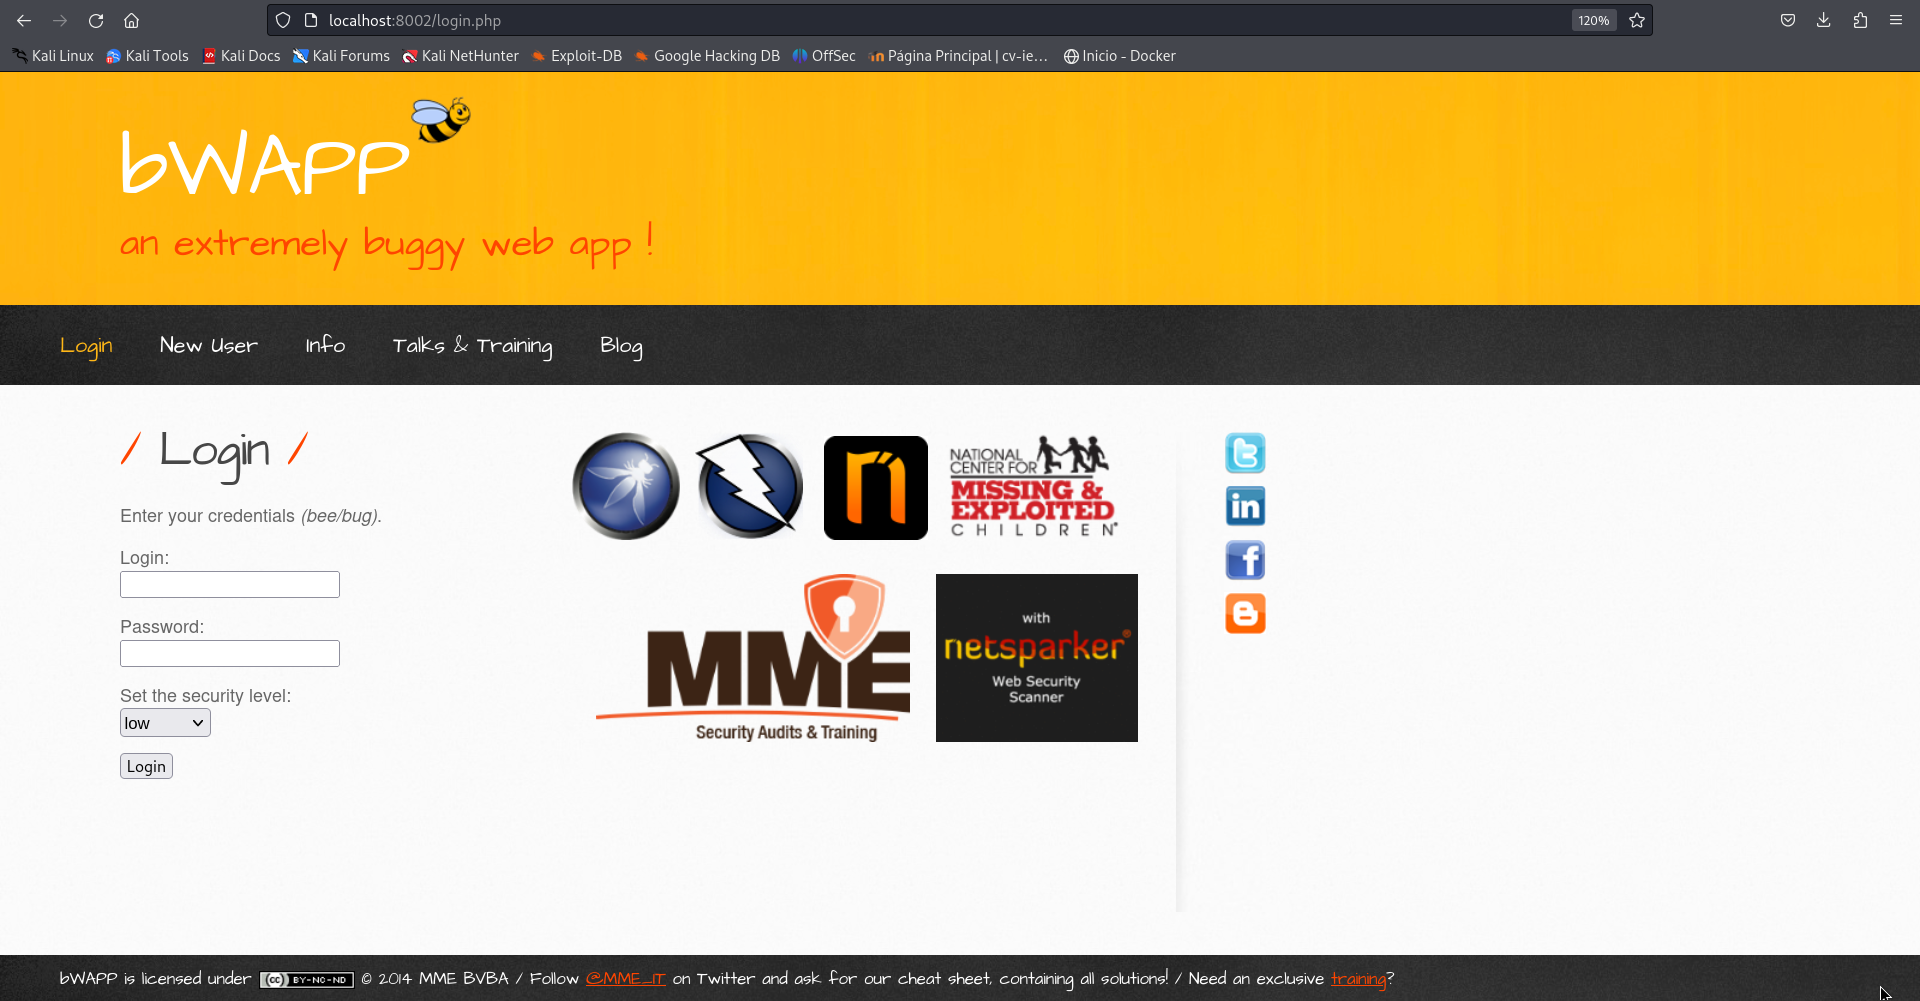 localhost:8002/login.php
120%
Kali Linux Kali Tools Kali Docs Kali Forums Kali NetHunter Exploit-DB Google Hacking DB OffSec Página Principal | cv-ie… Inicio - Docker
bWAPP
an extremely buggy web app !
Login New User Info Talks & Training Blog
/ Login /
Enter your credentials (bee/bug).
Login:
Password:
Set the security level:
low
Login
n
NATIONAL
CENTER FOR
MISSING &
EXPLOITED
CHILDREN®
MME
Security Audits & Training
with
netsparker®
Web Security
Scanner
t
in
f
B
bWAPP is licensed under cc BY-NC-ND © 2014 MME BVBA / Follow @MME_IT on Twitter and ask for our cheat sheet, containing all solutions! / Need an exclusive training?